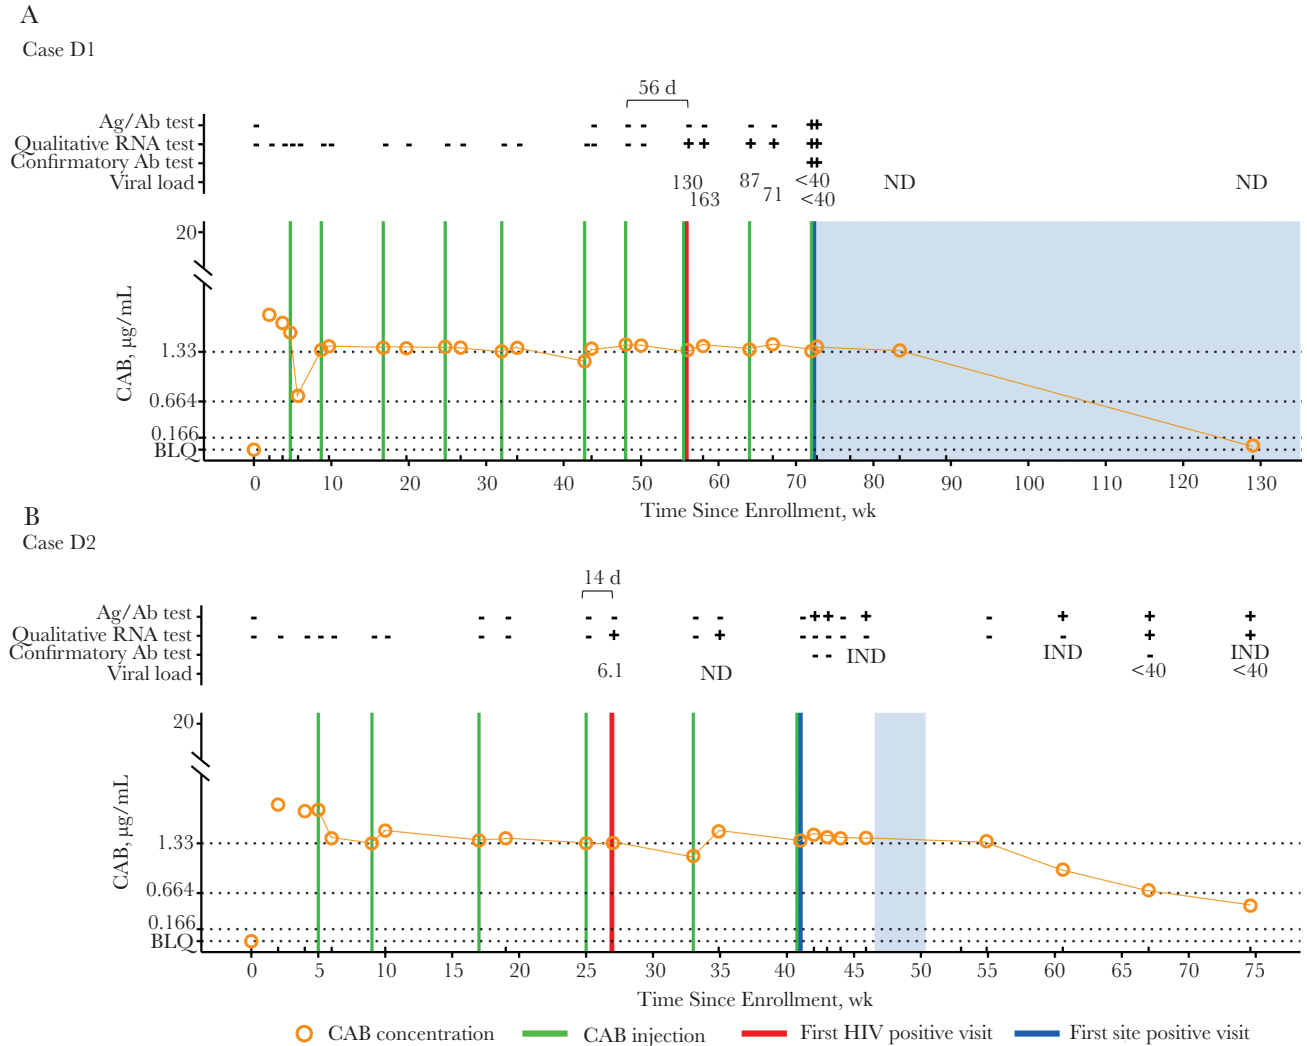 A
Case D1
56 d
Ag/Ab test - - - - - - - - ++
Qualitative RNA test - - - - - - - - - - - - - - - - - + + + + ++
Confirmatory Ab test ++
Viral load 130 87 <40 ND ND
163 71 <40
20
CAB, µg/mL
1.33
0.664
0.166
BLQ
0 10 20 30 40 50 60 70 80 90 100 110 120 130
Time Since Enrollment, wk
B
Case D2
14 d
Ag/Ab test - - - - - - - - + + - + - + + +
Qualitative RNA test - - - - - - - - - - + - + - - - - - - - + +
Confirmatory Ab test - - IND IND - IND
Viral load 6.1 ND <40 <40
20
CAB, µg/mL
1.33
0.664
0.166
BLQ
0 5 10 15 20 25 30 35 40 45 50 55 60 65 70 75
Time Since Enrollment, wk
CAB concentration CAB injection First HIV positive visit First site positive visit